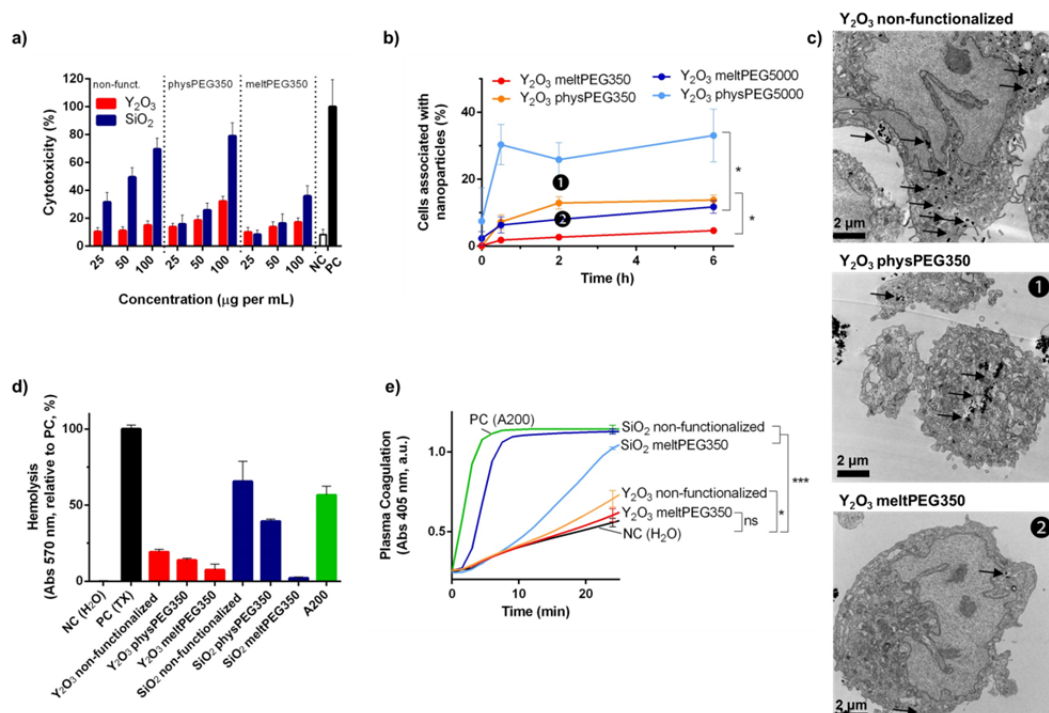 a)
non-funct.
physPEG350
meltPEG350
Y₂O₃
SiO₂
Cytotoxicity (%)
120
100
80
60
40
20
0
25
50
100
25
50
100
25
50
100
NC
PC
Concentration (µg per mL)
b)
Y₂O₃ meltPEG350
Y₂O₃ physPEG350
Y₂O₃ meltPEG5000
Y₂O₃ physPEG5000
Cells associated with
nanoparticles (%)
40
20
0
1
2
*
*
0
2
4
6
Time (h)
c)
Y₂O₃ non-functionalized
2 µm
Y₂O₃ physPEG350
1
2 µm
Y₂O₃ meltPEG350
2
2 µm
d)
Hemolysis
(Abs 570 nm, relative to PC, %)
100
50
0
NC (H₂O)
PC (TX)
Y₂O₃ non-functionalized
Y₂O₃ physPEG350
Y₂O₃ meltPEG350
SiO₂ non-functionalized
SiO₂ physPEG350
SiO₂ meltPEG350
A200
e)
Plasma Coagulation
(Abs 405 nm, a.u.)
1.0
0.5
PC (A200)
SiO₂ non-functionalized
SiO₂ meltPEG350
Y₂O₃ non-functionalized
Y₂O₃ meltPEG350
NC (H₂O)
ns
*
***
0
10
20
Time (min)